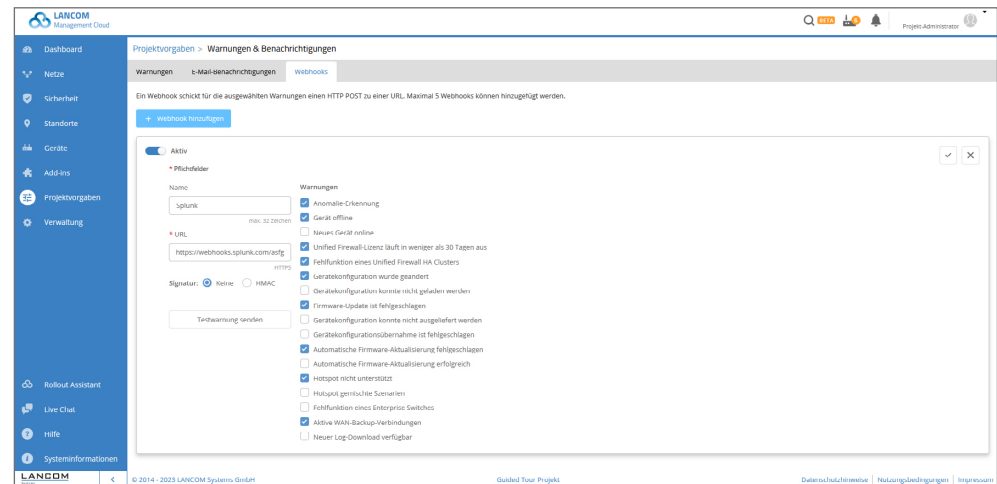 LANCOM
Management Cloud
BETA
Projekt-Administrator
Dashboard
Netze
Sicherheit
Standorte
Geräte
Add-ins
Projektvorgaben
Verwaltung
Rollout Assistant
Live Chat
Hilfe
Systeminformationen
LANCOM
Projektvorgaben > Warnungen & Benachrichtigungen
Warnungen E-Mail-Benachrichtigungen Webhooks
Ein Webhook schickt für die ausgewählten Warnungen einen HTTP POST zu einer URL. Maximal 5 Webhooks können hinzugefügt werden.
+ Webhook hinzufügen
Aktiv
* Pflichtfelder
Name
Splunk
max. 32 Zeichen
* URL
https://webhooks.splunk.com/asfg
HTTPS
Signatur: Keine HMAC
Testwarnung senden
Warnungen
Anomalie-Erkennung
Gerät offline
Neues Gerät online
Unified Firewall-Lizenz läuft in weniger als 30 Tagen aus
Fehlfunktion eines Unified Firewall HA Clusters
Gerätekonfiguration wurde geändert
Gerätekonfiguration konnte nicht geladen werden
Firmware-Update ist fehlgeschlagen
Gerätekonfiguration konnte nicht ausgeliefert werden
Gerätekonfigurationsübernahme ist fehlgeschlagen
Automatische Firmware-Aktualisierung fehlgeschlagen
Automatische Firmware-Aktualisierung erfolgreich
Hotspot nicht unterstützt
Hotspot gemischte Szenarien
Fehlfunktion eines Enterprise Switches
Aktive WAN-Backup-Verbindungen
Neuer Log-Download verfügbar
© 2014 - 2023 LANCOM Systems GmbH
Guided Tour Projekt
Datenschutzhinweise | Nutzungsbedingungen | Impressum